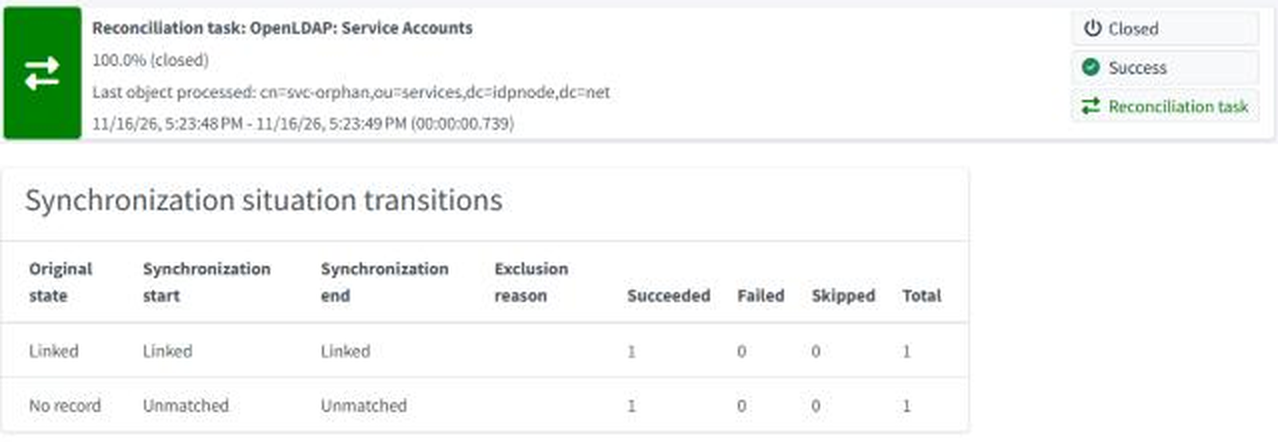 Reconciliation task: OpenLDAP: Service Accounts
100.0% (closed)
Last object processed: cn=svc-orphan,ou=services,dc=idpnode,dc=net
11/16/26, 5:23:48 PM - 11/16/26, 5:23:49 PM (00:00:00.739)
Closed
Success
Reconciliation task
Synchronization situation transitions
Original state Synchronization start Synchronization end Exclusion reason Succeeded Failed Skipped Total
Linked Linked Linked 1 0 0 1
No record Unmatched Unmatched 1 0 0 1